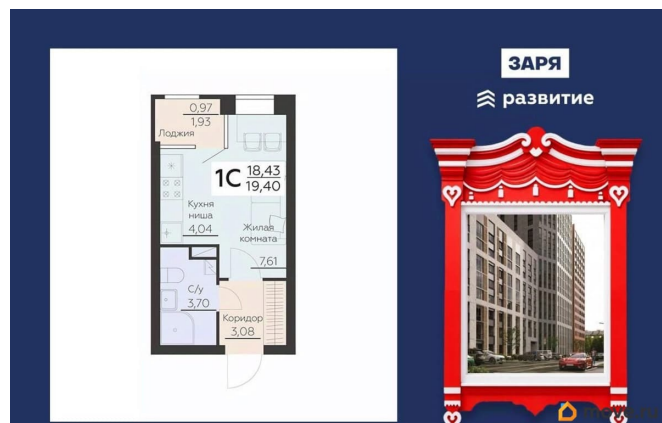 ЗАРЯ
развитие
0,97
1,93
Лоджия
1С
18,43
19,40
Кухня
ниша
4,04
Жилая
комната
7,61
С/у
3,70
Коридор
3,08